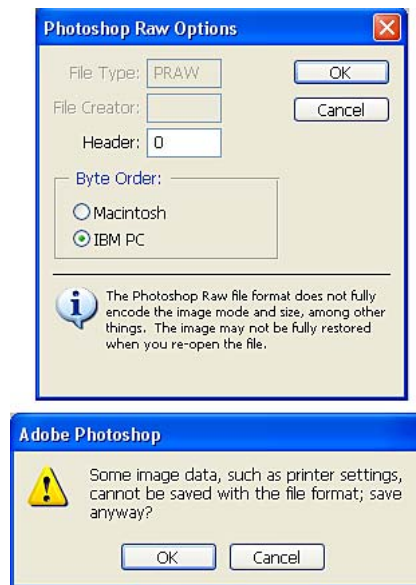 Photoshop Raw Options
File Type: PRAW
OK
File Creator:
Cancel
Header: 0
Byte Order:
Macintosh
IBM PC
The Photoshop Raw file format does not fully
encode the image mode and size, among other
things. The image may not be fully restored
when you re-open the file.
Adobe Photoshop
Some image data, such as printer settings,
cannot be saved with the file format; save
anyway?
OK Cancel